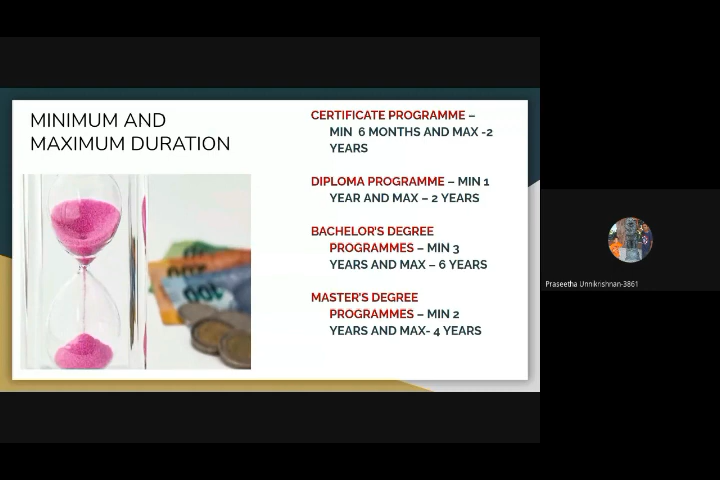 MINIMUM AND
MAXIMUM DURATION
CERTIFICATE PROGRAMME –
MIN 6 MONTHS AND MAX -2
YEARS
DIPLOMA PROGRAMME – MIN 1
YEAR AND MAX – 2 YEARS
BACHELOR'S DEGREE
PROGRAMMES – MIN 3
YEARS AND MAX – 6 YEARS
MASTER'S DEGREE
PROGRAMMES – MIN 2
YEARS AND MAX- 4 YEARS
100
Praseetha Unnikrishnan-3861